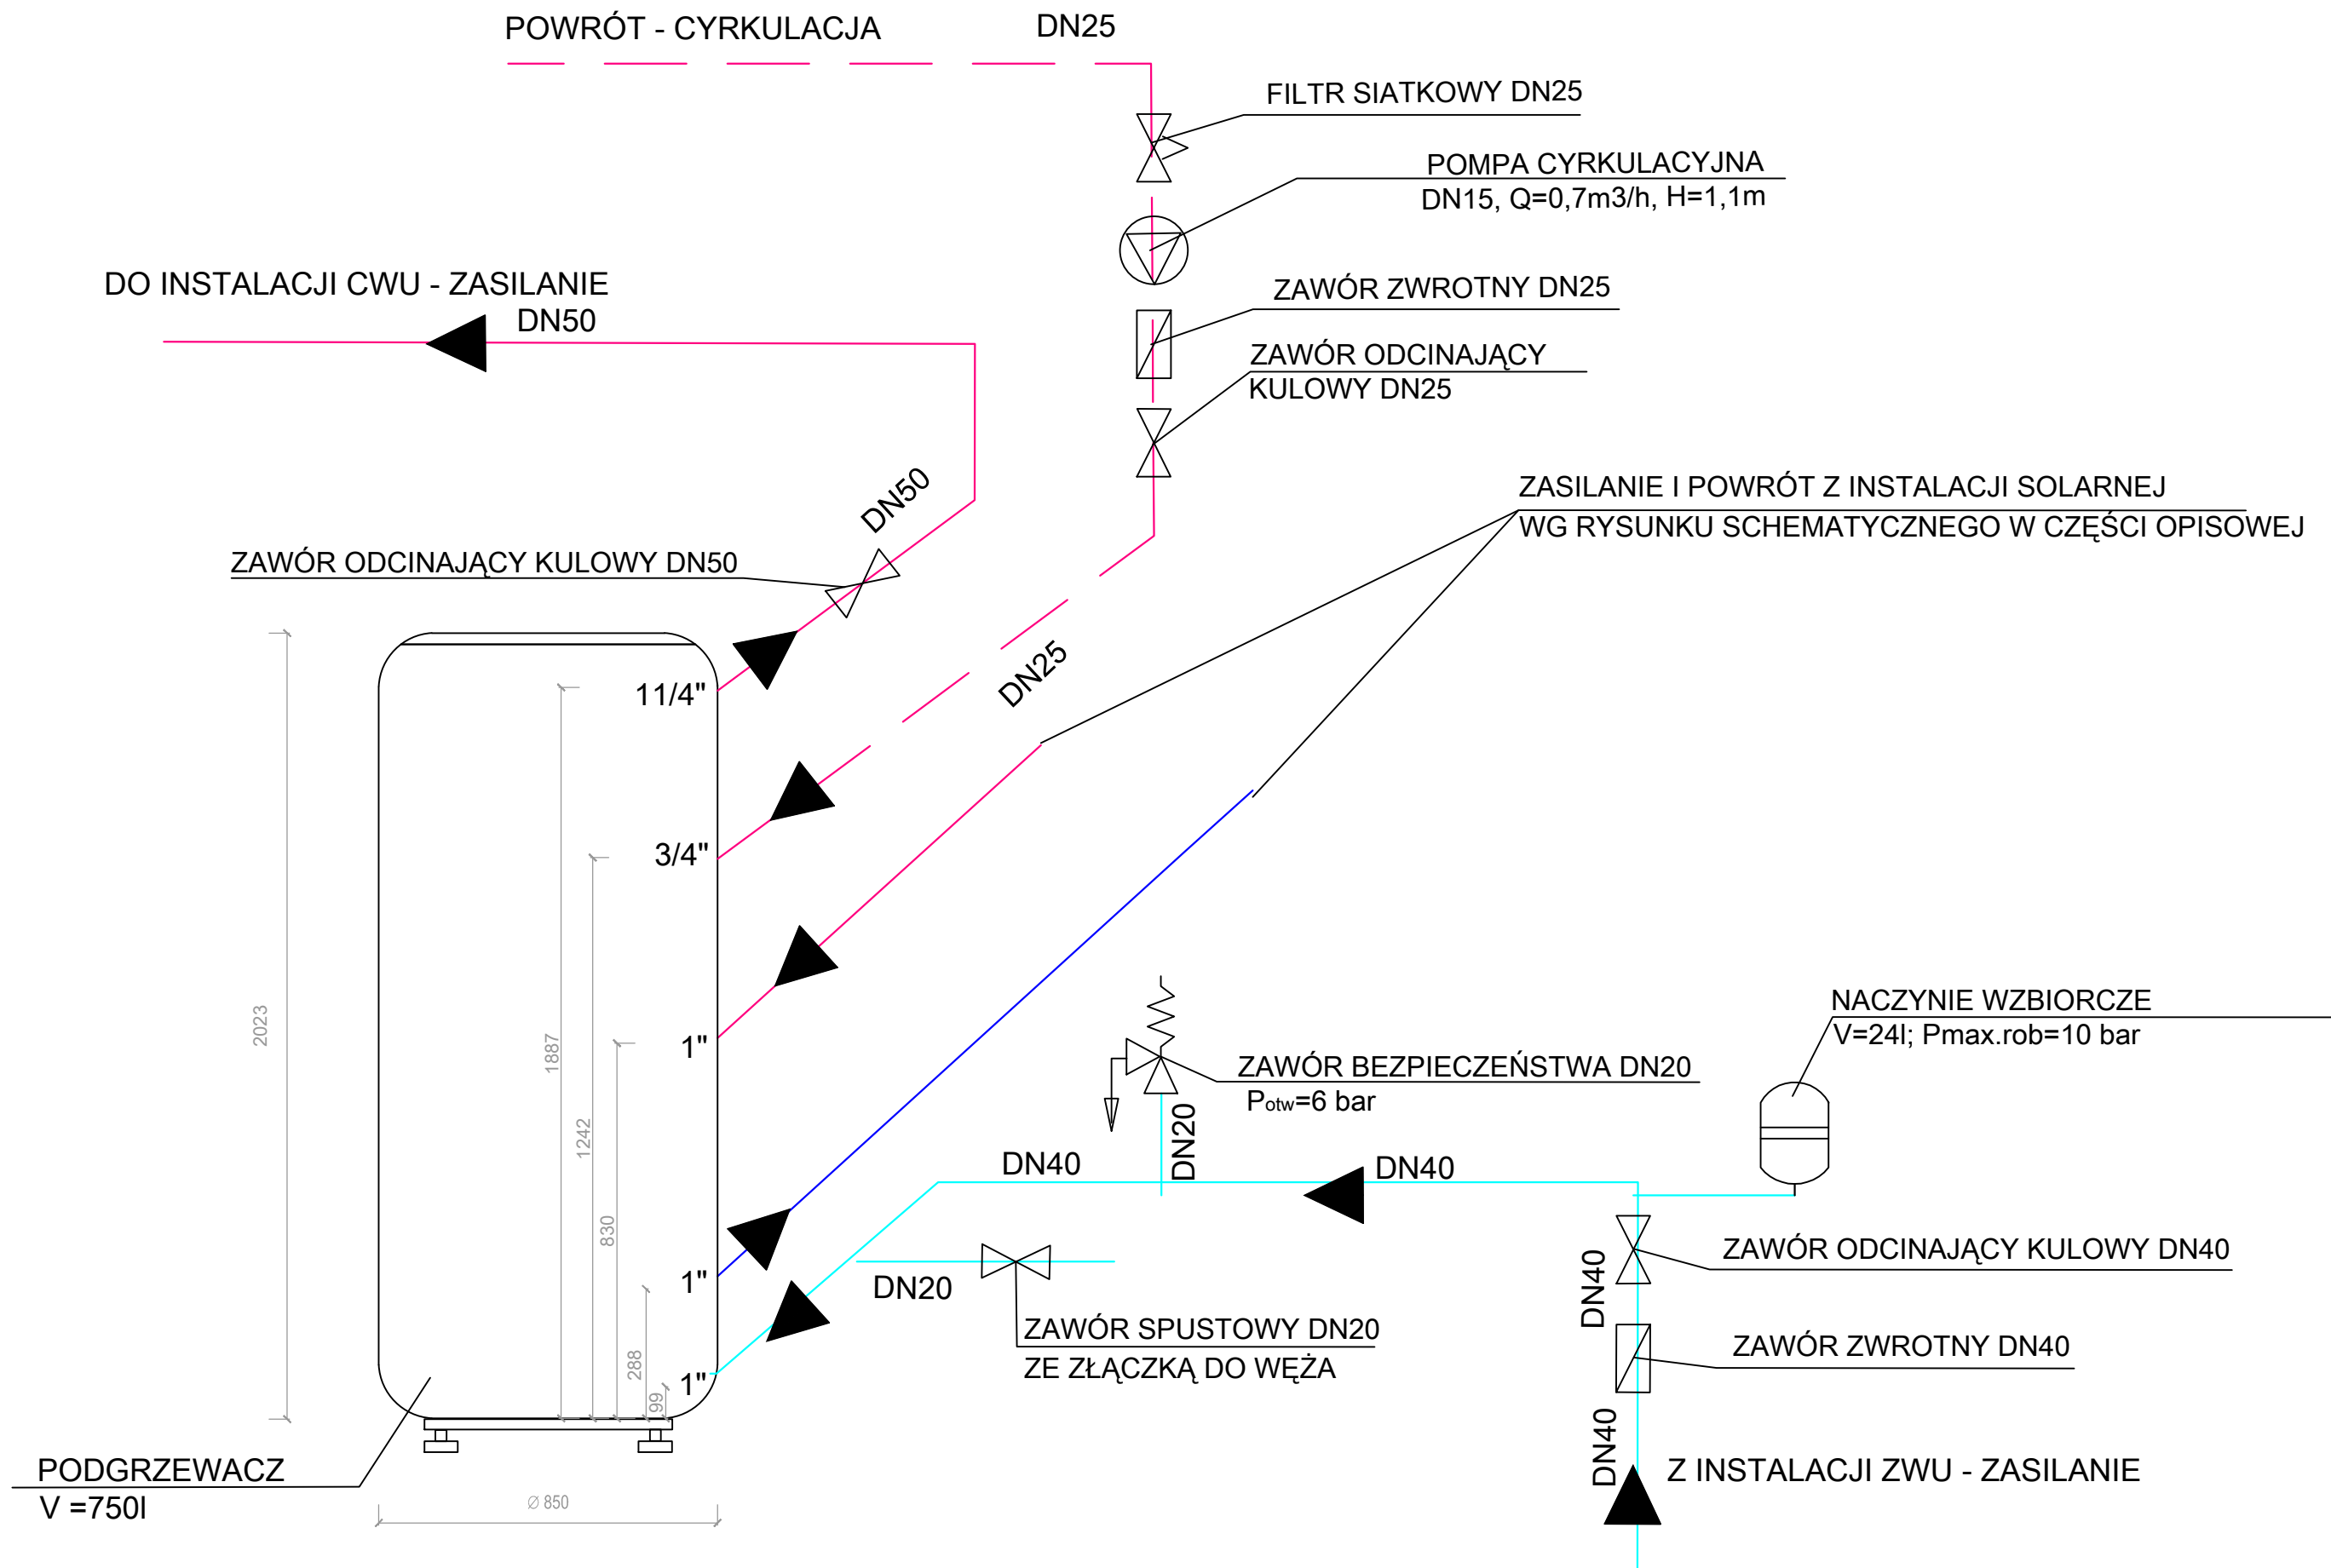 POWRÓT - CYRKULACJA
DN25
FILTR SIATKOWY DN25
POMPA CYRKULACYJNA
DN15, Q=0,7m3/h, H=1,1m
DO INSTALACJI CWU - ZASILANIE
DN50
ZAWÓR ZWROTNY DN25
ZAWÓR ODCINAJĄCY
KULOWY DN25
DN50
ZASILANIE I POWRÓT Z INSTALACJI SOLARNEJ
WG RYSUNKU SCHEMATYCZNEGO W CZĘŚCI OPISOWEJ
ZAWÓR ODCINAJĄCY KULOWY DN50
DN25
11/4"
3/4"
2023
1887
1"
NACZYNIE WZBIORCZE
V=24l; Pmax.rob=10 bar
ZAWÓR BEZPIECZEŃSTWA DN20
Potw=6 bar
1242
DN20
DN40
DN40
830
1"
DN20
ZAWÓR ODCINAJĄCY KULOWY DN40
DN40
ZAWÓR SPUSTOWY DN20
ZE ZŁĄCZKĄ DO WĘŻA
ZAWÓR ZWROTNY DN40
288
1"
99
DN40
Z INSTALACJI ZWU - ZASILANIE
PODGRZEWACZ
V =750l
Ø 850